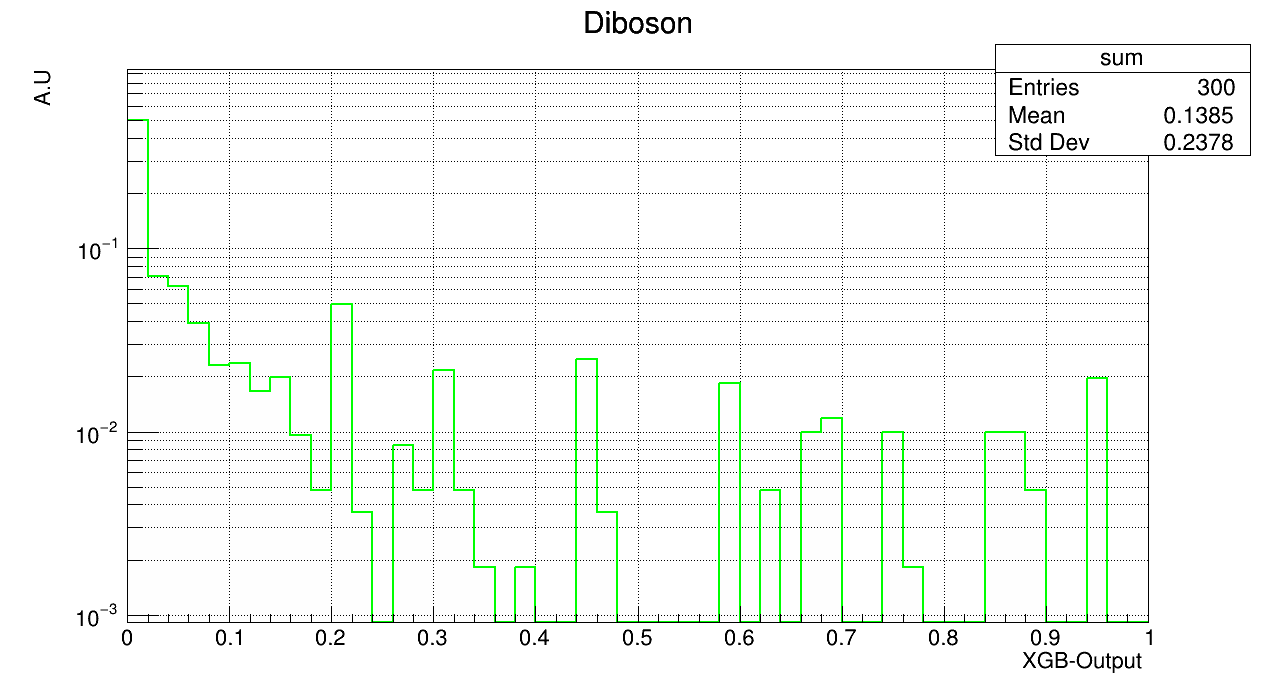 Diboson
sum
Entries 300
Mean 0.1385
Std Dev 0.2378
A.U
10−1
10−2
10−3
0 0.1 0.2 0.3 0.4 0.5 0.6 0.7 0.8 0.9 1
XGB-Output